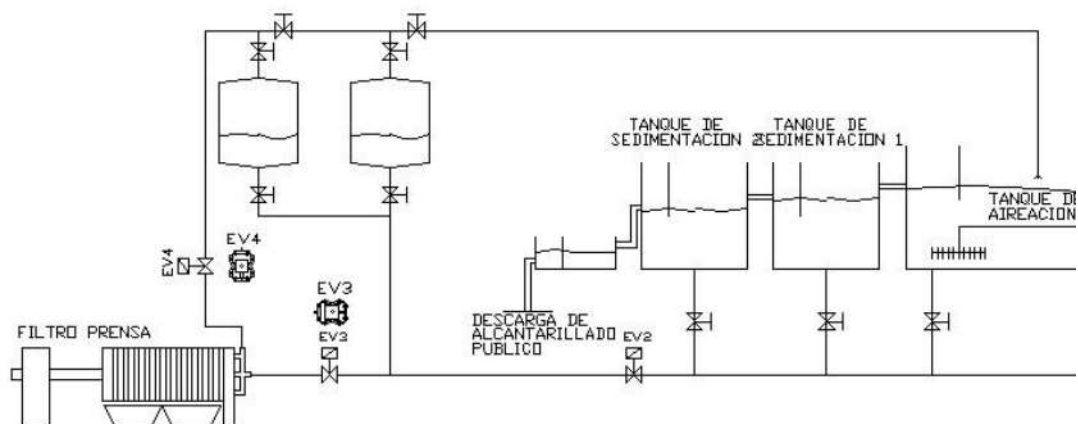 TANQUE DE
SEDIMENTACION 2
TANQUE DE
SEDIMENTACION 1
TANQUE DE
AIREACION
EV4
EV4
EV3
EV3
FILTRO PRENSA
DESCARGA DE
ALCANTARILLADO
PUBLICO
EV2